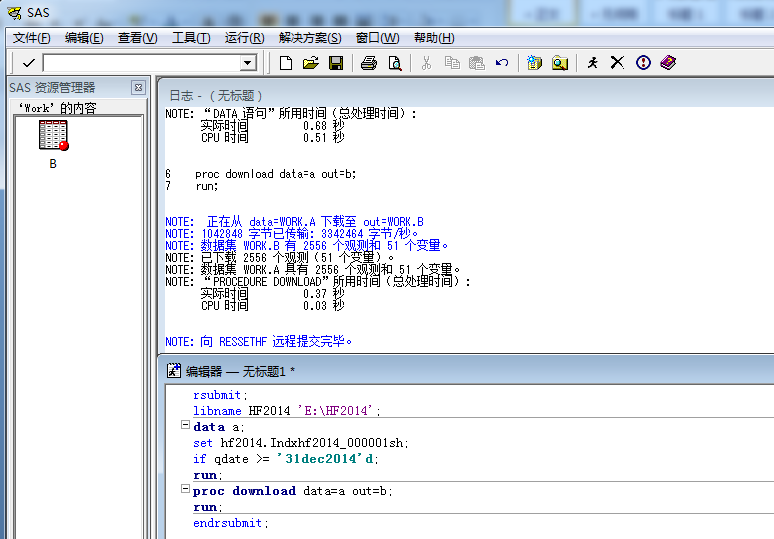 SAS
文件(F) 编辑(E) 查看(V) 工具(T) 运行(R) 解决方案(S) 窗口(W) 帮助(H)
SAS 资源管理器
‘Work’的内容
B
日志 - （无标题）
NOTE: “DATA 语句”所用时间（总处理时间）:
实际时间 0.68 秒
CPU 时间 0.51 秒
6 proc download data=a out=b;
7 run;
NOTE: 正在从 data=WORK.A 下载至 out=WORK.B
NOTE: 1042848 字节已传输: 3342464 字节/秒。
NOTE: 数据集 WORK.B 有 2556 个观测和 51 个变量。
NOTE: 已下载 2556 个观测（51 个变量）。
NOTE: 数据集 WORK.A 具有 2556 个观测和 51 个变量。
NOTE: “PROCEDURE DOWNLOAD”所用时间（总处理时间）:
实际时间 0.37 秒
CPU 时间 0.03 秒
NOTE: 向 RESSETHF 远程提交完毕。
编辑器 — 无标题1 *
rsubmit;
libname HF2014 'E:\HF2014';
data a;
set hf2014.Indxhf2014_000001sh;
if qdate >= '31dec2014'd;
run;
proc download data=a out=b;
run;
endrsubmit;